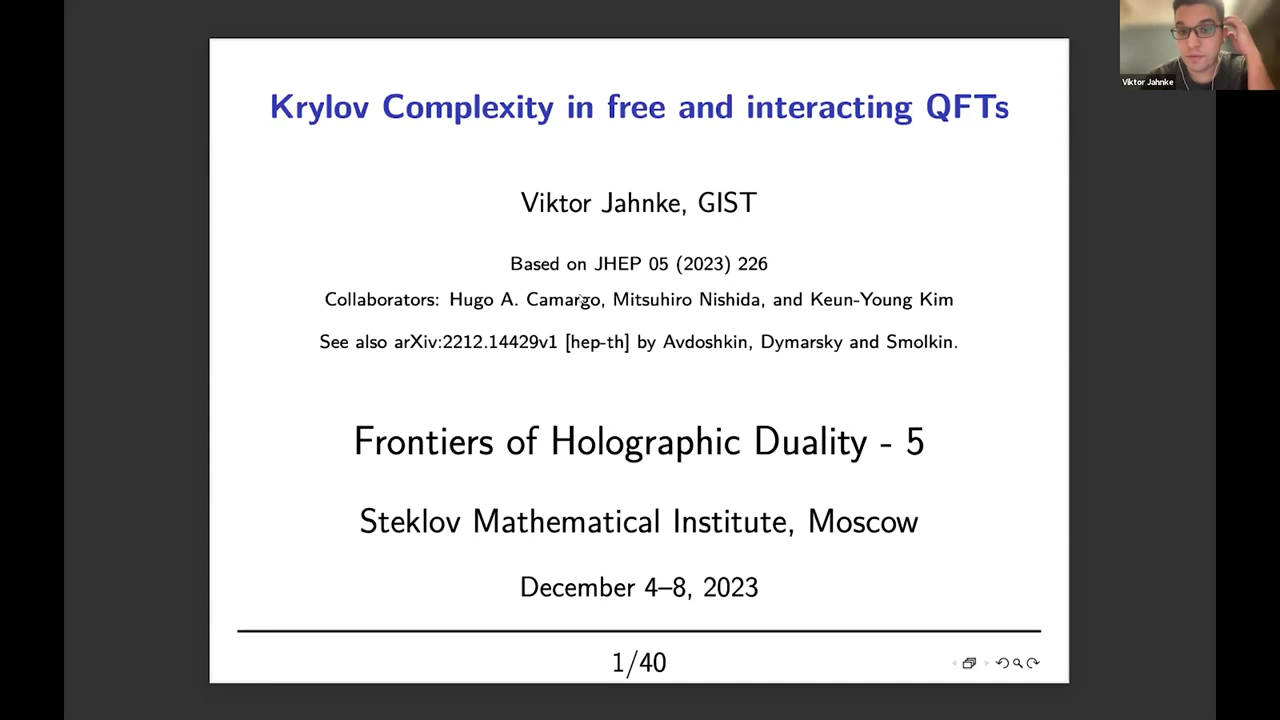 Krylov Complexity in free and interacting QFTs
Viktor Jahnke, GIST
Based on JHEP 05 (2023) 226
Collaborators: Hugo A. Camargo, Mitsuhiro Nishida, and Keun-Young Kim
See also arXiv:2212.14429v1 [hep-th] by Avdoshkin, Dymarsky and Smolkin.
Frontiers of Holographic Duality - 5
Steklov Mathematical Institute, Moscow
December 4–8, 2023
1/40
Viktor Jahnke